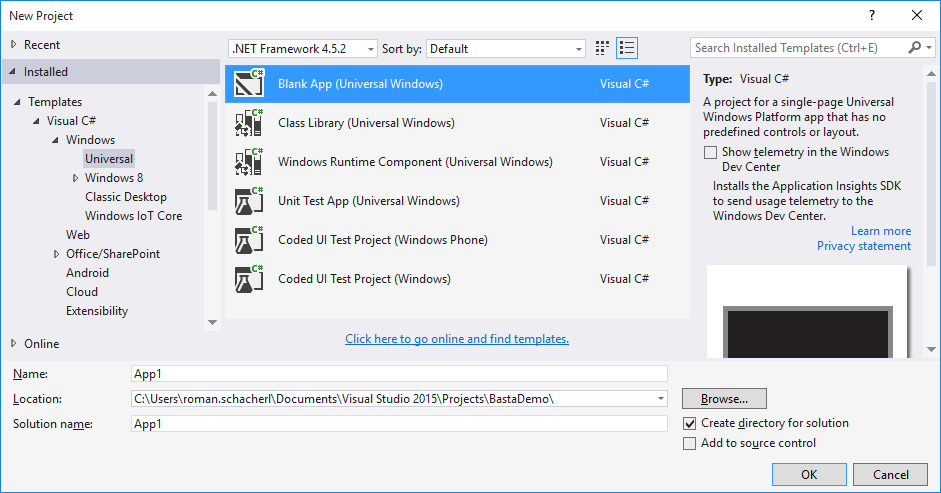 New Project
?
Recent
.NET Framework 4.5.2
Sort by: Default
Search Installed Templates (Ctrl+E)
Installed
Templates
Visual C#
Windows
Universal
Windows 8
Classic Desktop
Windows IoT Core
Web
Office/SharePoint
Android
Cloud
Extensibility
Online
C#
Blank App (Universal Windows) Visual C#
C#
Class Library (Universal Windows) Visual C#
C#
Windows Runtime Component (Universal Windows) Visual C#
C#
Unit Test App (Universal Windows) Visual C#
C#
Coded UI Test Project (Windows Phone) Visual C#
C#
Coded UI Test Project (Windows) Visual C#
Click here to go online and find templates.
Type: Visual C#
A project for a single-page Universal
Windows Platform app that has no
predefined controls or layout.
Show telemetry in the Windows
Dev Center
Installs the Application Insights SDK
to send usage telemetry to the
Windows Dev Center.
Learn more
Privacy statement
Name: App1
Location: C:\Users\roman.schacherl\Documents\Visual Studio 2015\Projects\BastaDemo\
Browse...
Solution name: App1
Create directory for solution
Add to source control
OK
Cancel